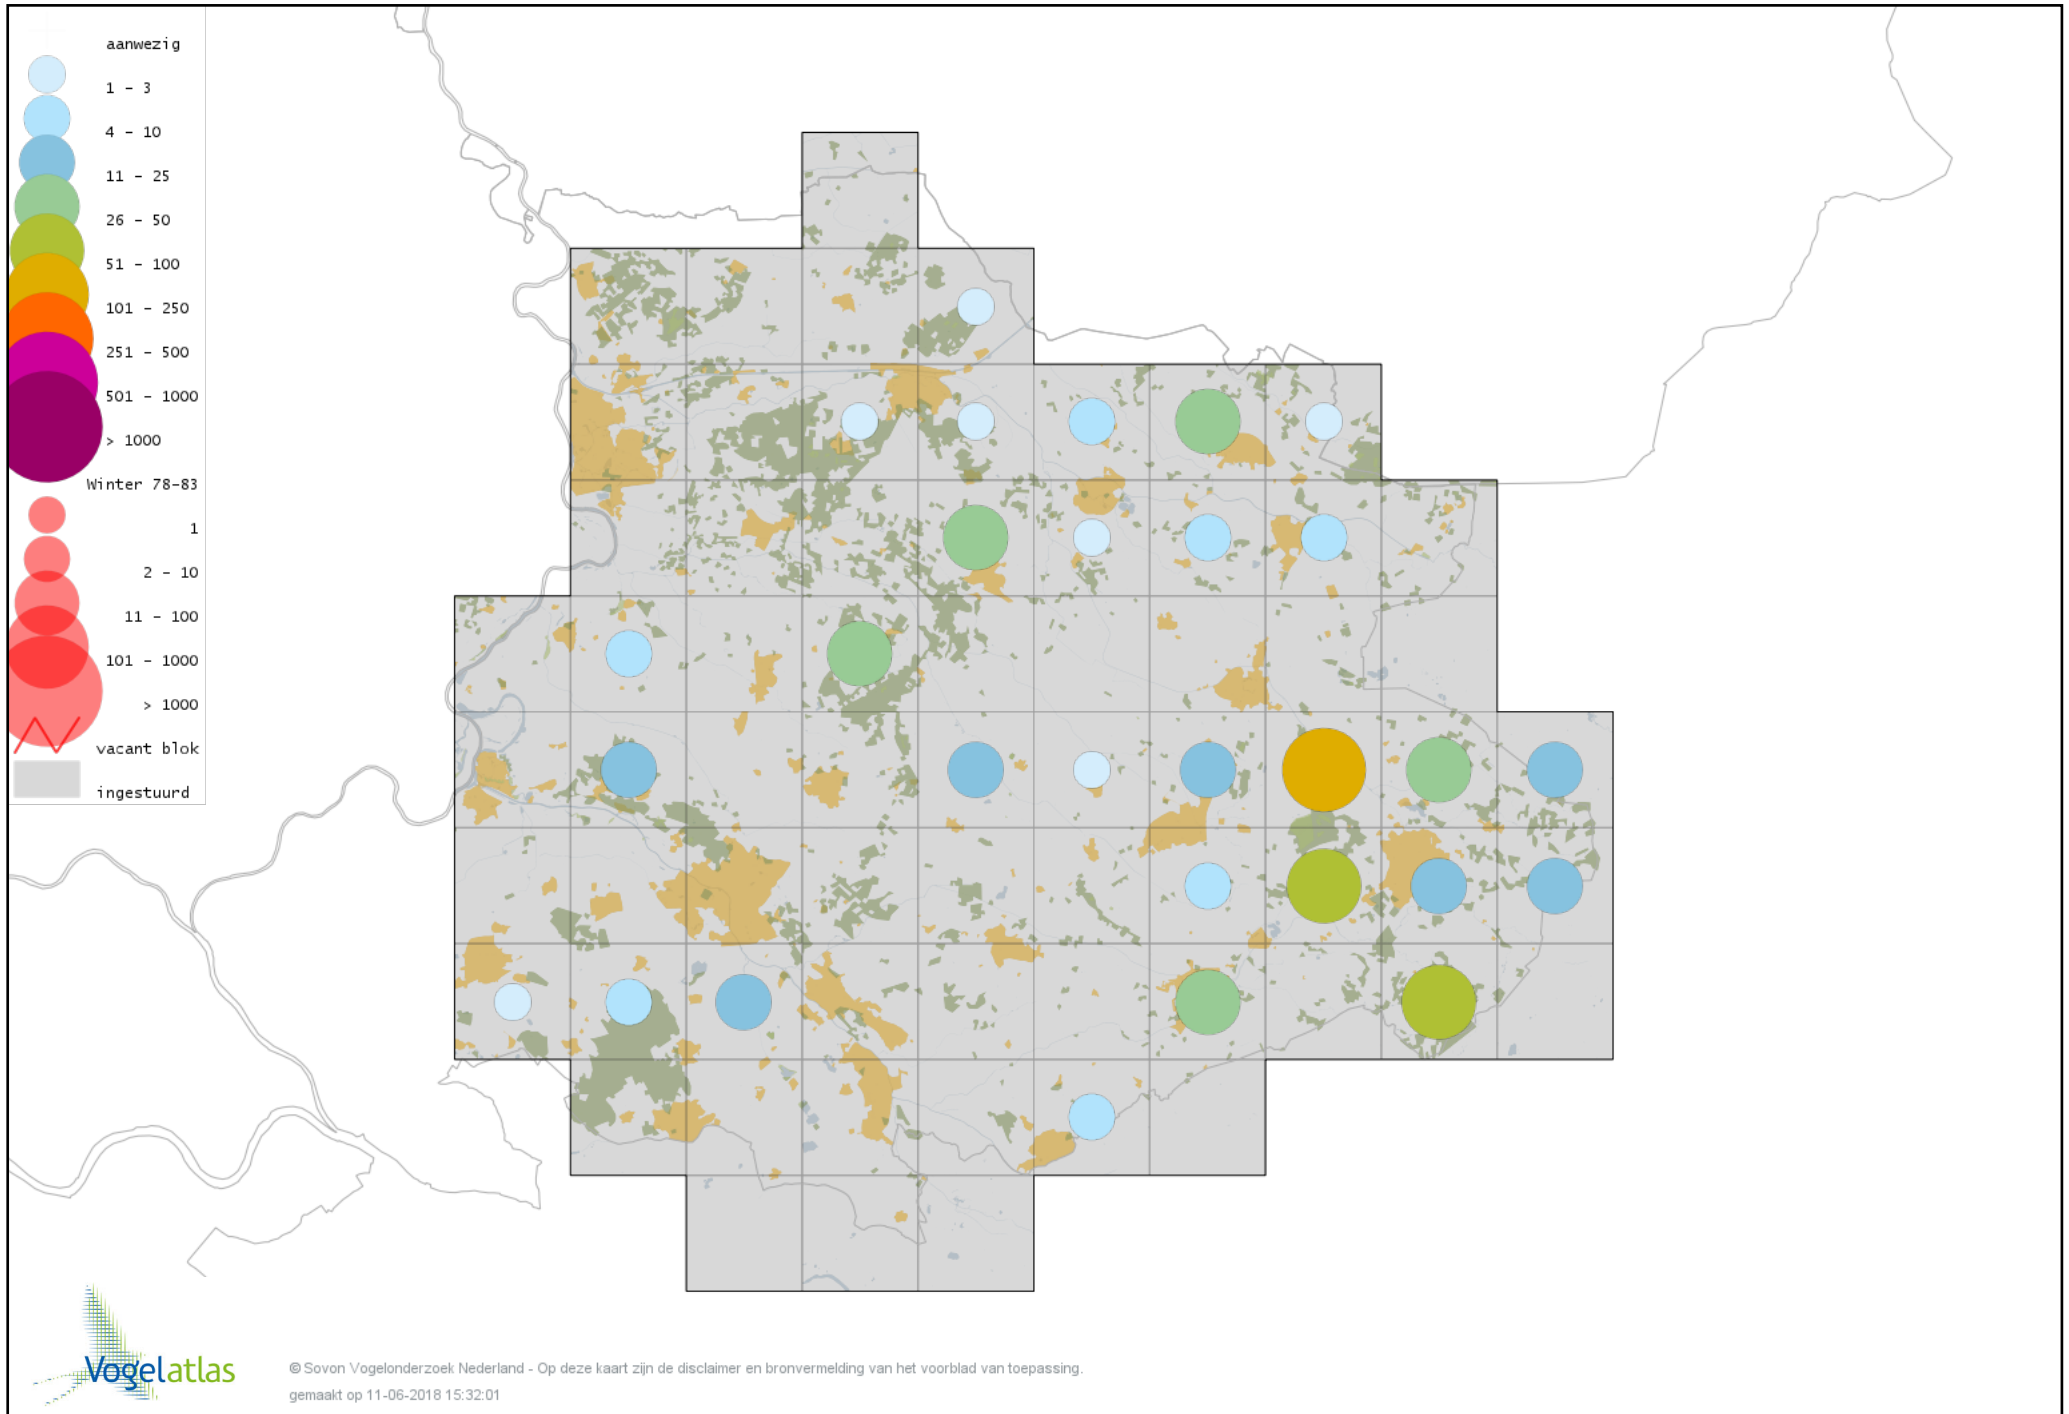 aanwezig
1 - 3
4 - 10
11 - 25
26 - 50
51 - 100
101 - 250
251 - 500
501 - 1000
> 1000
Winter 78-83
1
2 - 10
11 - 100
101 - 1000
> 1000
vacant blok
ingestuurd
Vogelatlas
© Sovon Vogelonderzoek Nederland - Op deze kaart zijn de disclaimer en bronvermelding van het voorblad van toepassing.
gemaakt op 11-06-2018 15:32:01